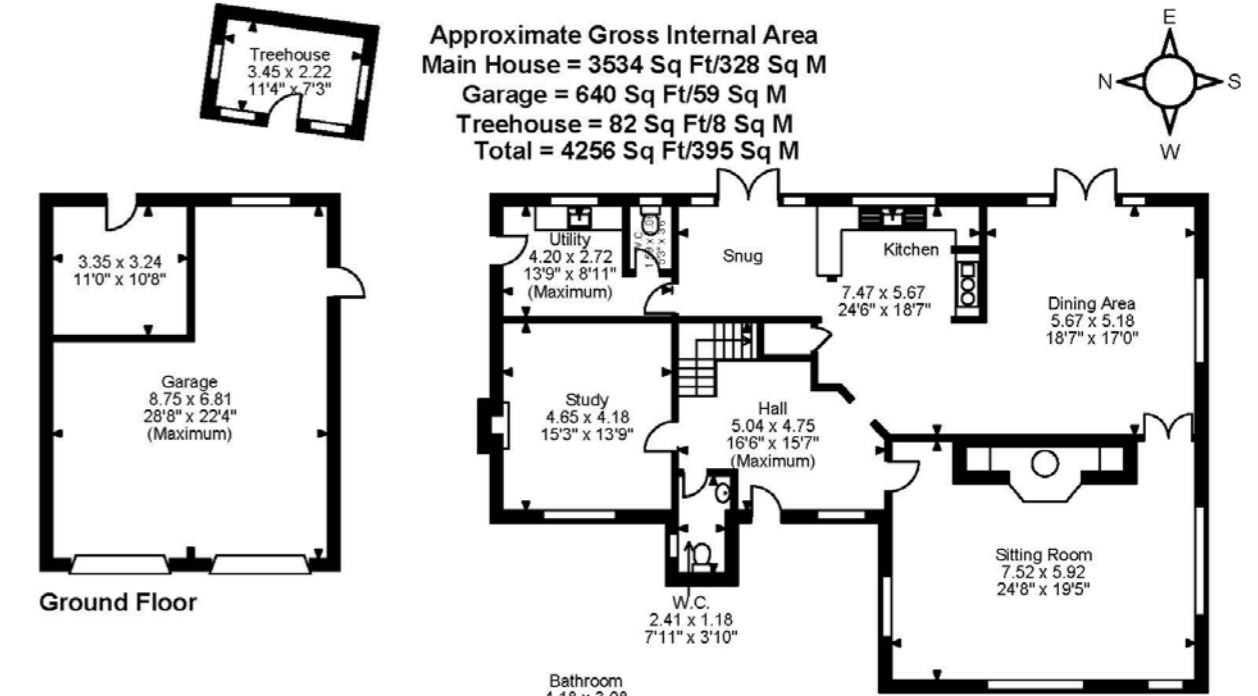 Treehouse
3.45 x 2.22
11'4" x 7'3"
Approximate Gross Internal Area
Main House = 3534 Sq Ft/328 Sq M
Garage = 640 Sq Ft/59 Sq M
Treehouse = 82 Sq Ft/8 Sq M
Total = 4256 Sq Ft/395 Sq M
E
N
S
W
3.35 x 3.24
11'0" x 10'8"
Garage
8.75 x 6.81
28'8" x 22'4"
(Maximum)
Ground Floor
Utility
4.20 x 2.72
13'9" x 8'11"
(Maximum)
W.C.
Snug
Kitchen
7.47 x 5.67
24'6" x 18'7"
Dining Area
5.67 x 5.18
18'7" x 17'0"
Study
4.65 x 4.18
15'3" x 13'9"
Hall
5.04 x 4.75
16'6" x 15'7"
(Maximum)
Sitting Room
7.52 x 5.92
24'8" x 19'5"
W.C.
2.41 x 1.18
7'11" x 3'10"
Bathroom
4.18 x 3.08